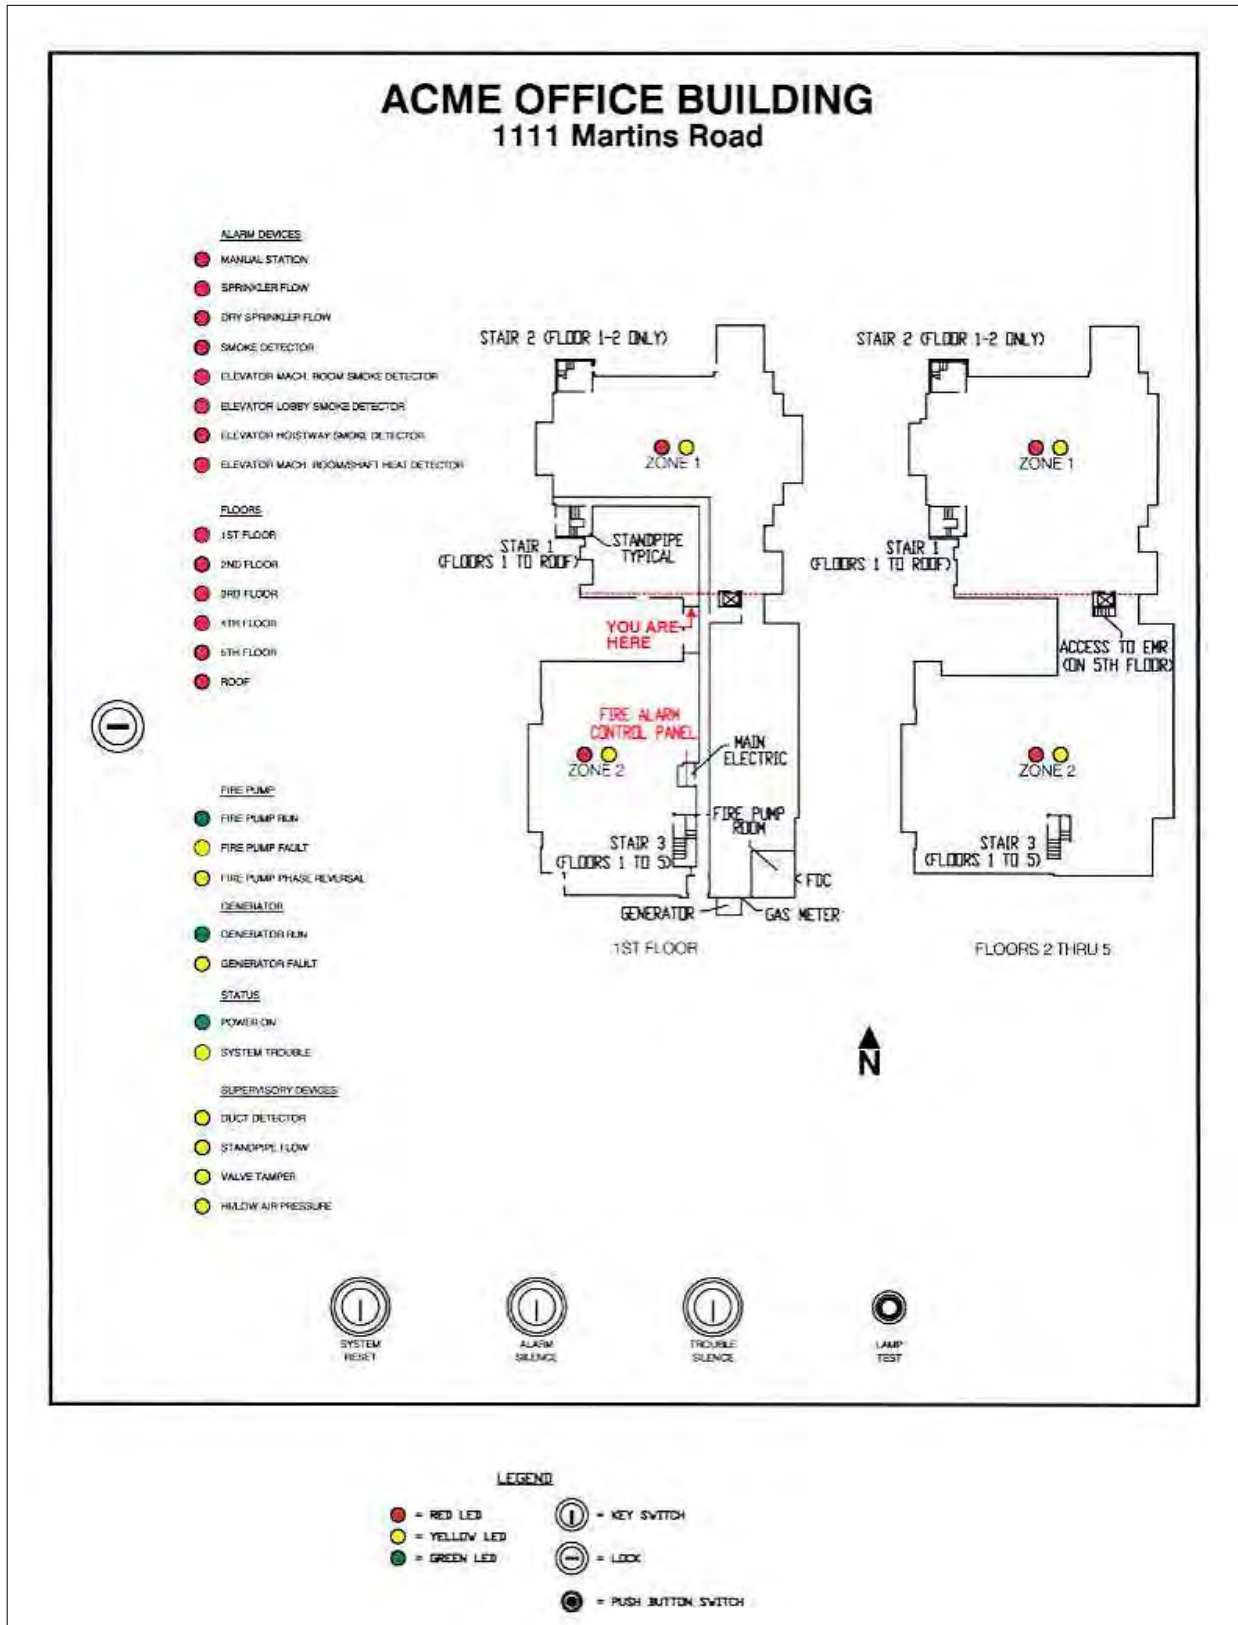 ACME OFFICE BUILDING
1111 Martins Road
ALARM DEVICES
MANUAL STATION
SPRINKLER FLOW
DRY SPRINKLER FLOW
SMOKE DETECTOR
ELEVATOR MACH. ROOM SMOKE DETECTOR
ELEVATOR LOBBY SMOKE DETECTOR
ELEVATOR HOISTWAY SMOKE DETECTOR
ELEVATOR MACH. ROOM/SHAFT HEAT DETECTOR
FLOORS
1ST FLOOR
2ND FLOOR
3RD FLOOR
4TH FLOOR
5TH FLOOR
ROOF
FIRE PUMP
FIRE PUMP RUN
FIRE PUMP FAULT
FIRE PUMP PHASE REVERSAL
GENERATOR
GENERATOR RUN
GENERATOR FAULT
STATUS
POWER ON
SYSTEM TROUBLE
SUPERVISORY DEVICES
DUCT DETECTOR
STANDPIPE FLOW
VALVE TAMPER
HI/LOW AIR PRESSURE
STAIR 2 (FLOOR 1-2 ONLY)
ZONE 1
STAIR 1
(FLOORS 1 TO ROOF)
STANDPIPE
TYPICAL
YOU ARE
HERE
FIRE ALARM
CONTROL PANEL
MAIN
ELECTRIC
ZONE 2
FIRE PUMP
ROOM
STAIR 3
(FLOORS 1 TO 5)
FDC
GENERATOR
GAS METER
1ST FLOOR
STAIR 2 (FLOOR 1-2 ONLY)
ZONE 1
STAIR 1
(FLOORS 1 TO ROOF)
ACCESS TO EMR
(ON 5TH FLOOR)
ZONE 2
STAIR 3
(FLOORS 1 TO 5)
FLOORS 2 THRU 5
N
SYSTEM
RESET
ALARM
SILENCE
TROUBLE
SILENCE
LAMP
TEST
LEGEND
= RED LED
= YELLOW LED
= GREEN LED
= KEY SWITCH
= LOCK
= PUSH BUTTON SWITCH